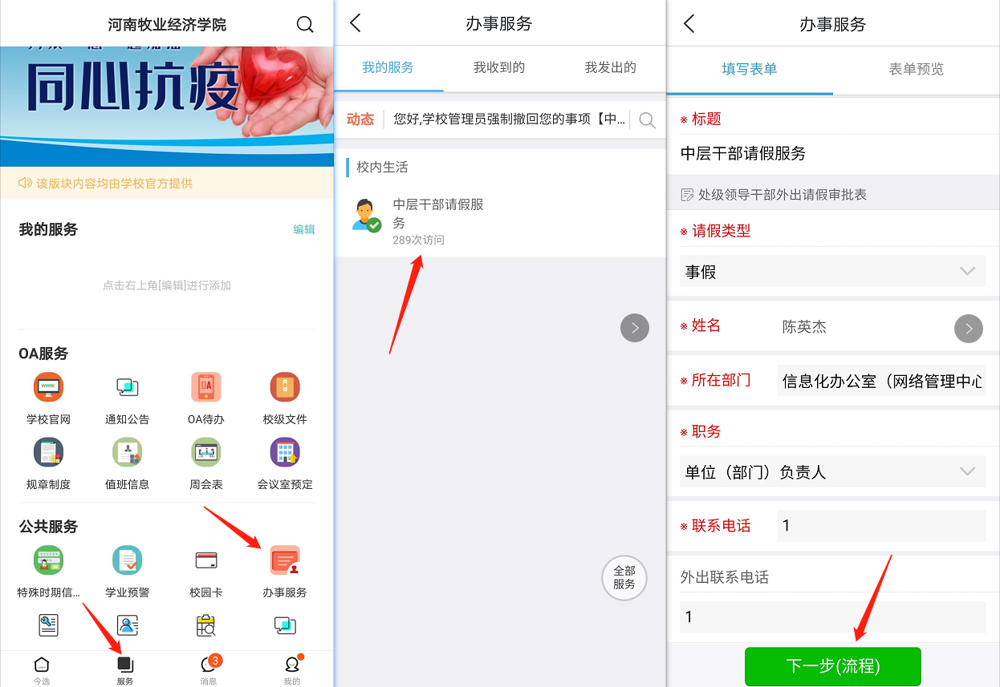 河南牧业经济学院
同心抗疫
该版块内容均由学校官方提供
我的服务
编辑
点击右上角[编辑]进行添加
OA服务
WWW
OA
学校官网
通知公告
OA待办
校级文件
规章制度
值班信息
周会表
会议室预定
公共服务
特殊时期信...
学业预警
校园卡
办事服务
3
今选
服务
消息
我的
办事服务
我的服务
我收到的
我发出的
动态
您好,学校管理员强制撤回您的事项【中...
校内生活
中层干部请假服
务
289次访问
全部
服务
办事服务
填写表单
表单预览
※ 标题
中层干部请假服务
处级领导干部外出请假审批表
※ 请假类型
事假
※ 姓名
陈英杰
※ 所在部门
信息化办公室（网络管理中心
※ 职务
单位（部门）负责人
※ 联系电话
1
外出联系电话
1
下一步(流程)